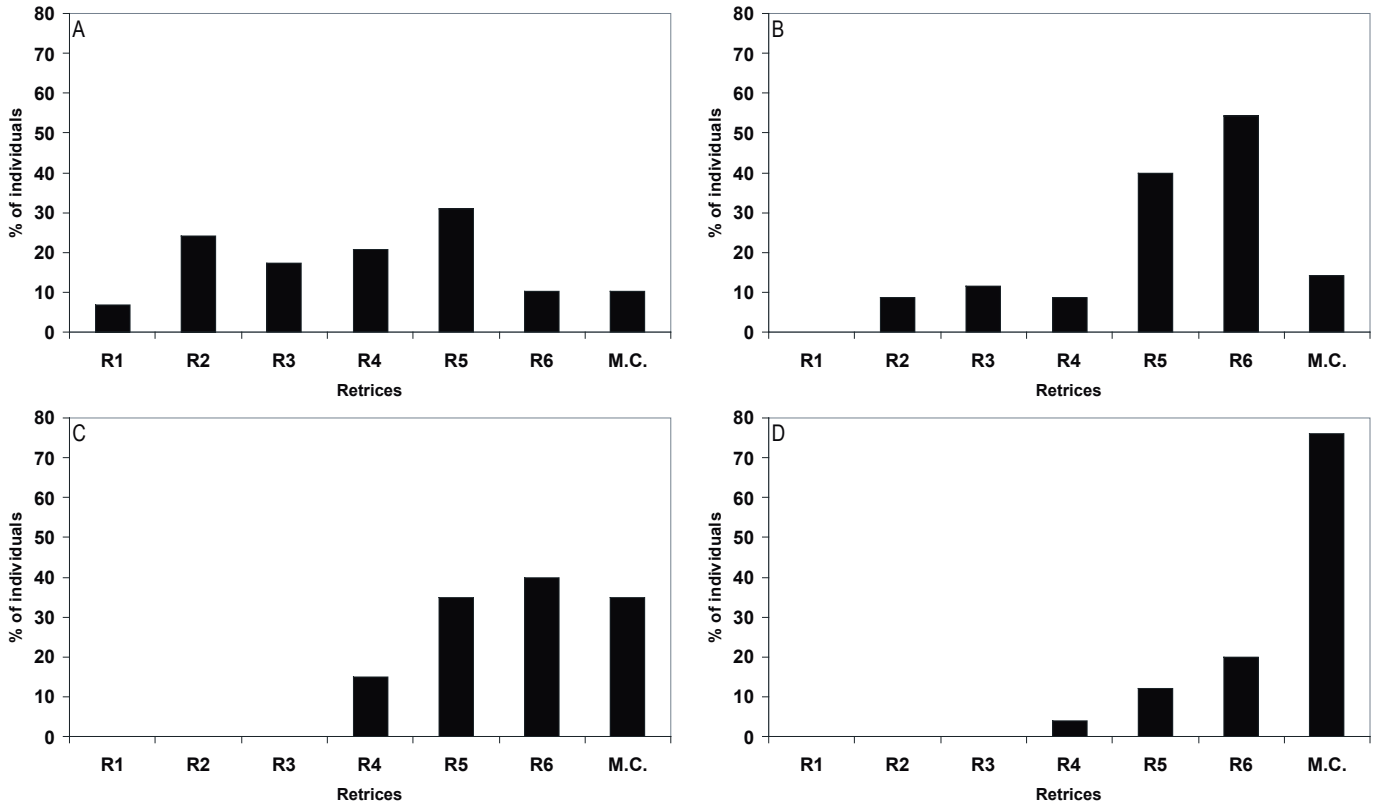 A
80
70
60
50
40
30
20
10
0
% of individuals
R1 R2 R3 R4 R5 R6 M.C.
Retrices
B
80
70
60
50
40
30
20
10
0
% of individuals
R1 R2 R3 R4 R5 R6 M.C.
Retrices
C
80
70
60
50
40
30
20
10
0
% of individuals
R1 R2 R3 R4 R5 R6 M.C.
Retrices
D
80
70
60
50
40
30
20
10
0
% of individuals
R1 R2 R3 R4 R5 R6 M.C.
Retrices